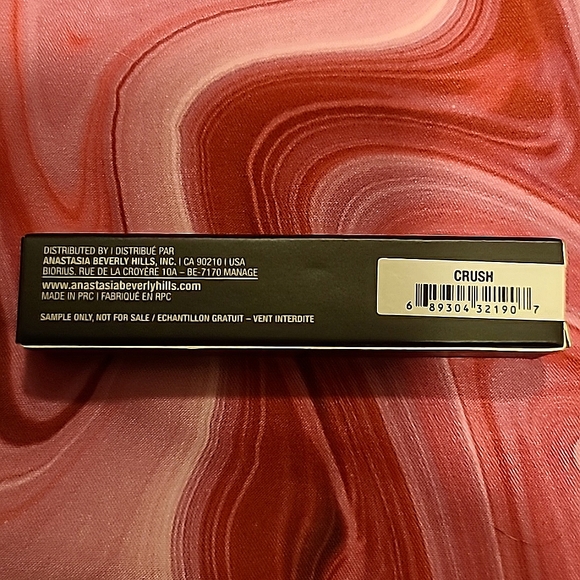 DISTRIBUTED BY | DISTRIBUÉ PAR
ANASTASIA BEVERLY HILLS, INC. | CA 90210 | USA
BIORIUS. RUE DE LA CROYÈRE 10A – BE-7170 MANAGE
www.anastasiabeverlyhills.com
MADE IN PRC | FABRIQUÉ EN RPC
SAMPLE ONLY, NOT FOR SALE / ECHANTILLON GRATUIT – VENT INTERDITE
CRUSH
6 89304 32190 7